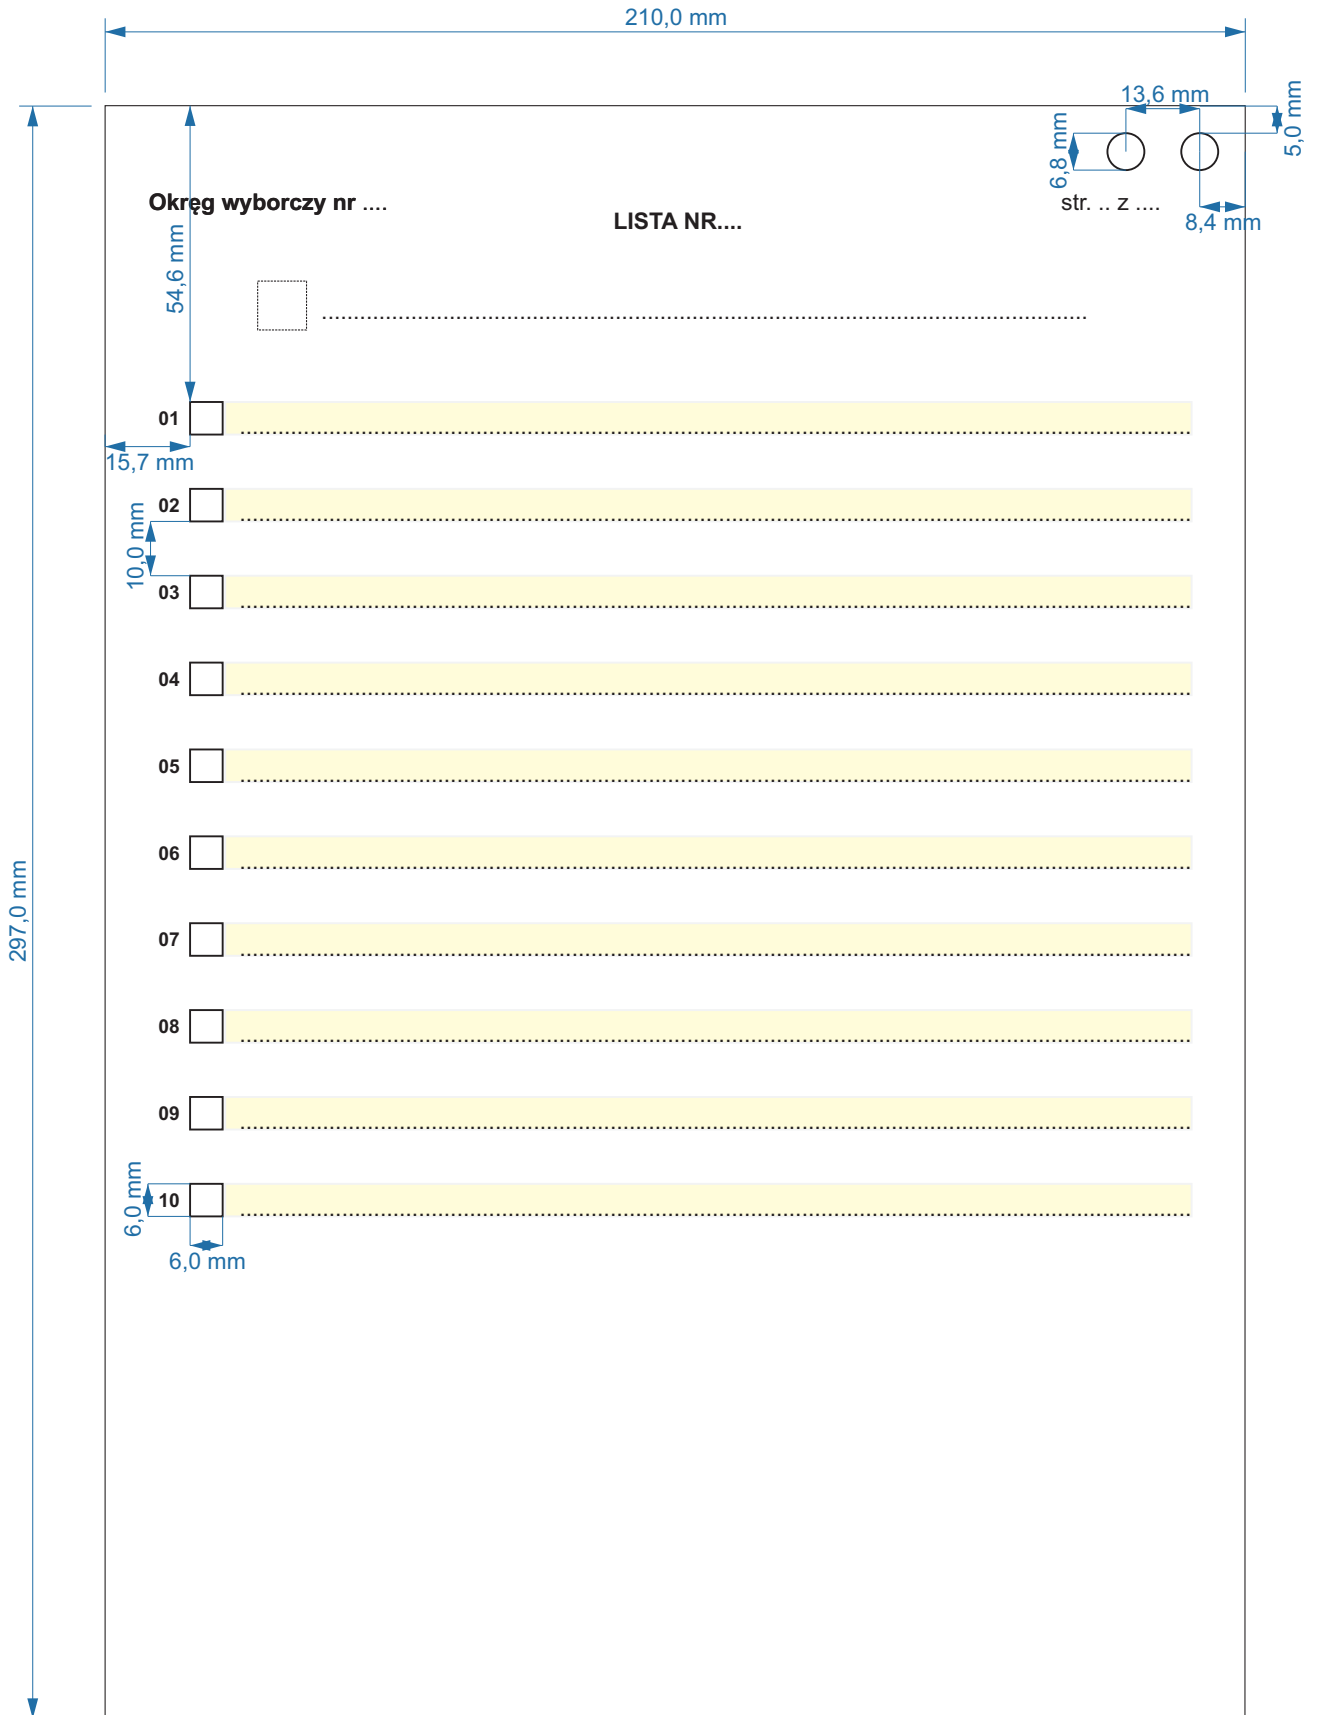 210,0 mm
13,6 mm
5,0 mm
6,8 mm
Okręg wyborczy nr ....
str. .. z ....
LISTA NR....
8,4 mm
54,6 mm
..........
01 ..........
15,7 mm
02 ..........
10,0 mm
03 ..........
04 ..........
05 ..........
06 ..........
297,0 mm
07 ..........
08 ..........
09 ..........
6,0 mm
10 ..........
6,0 mm